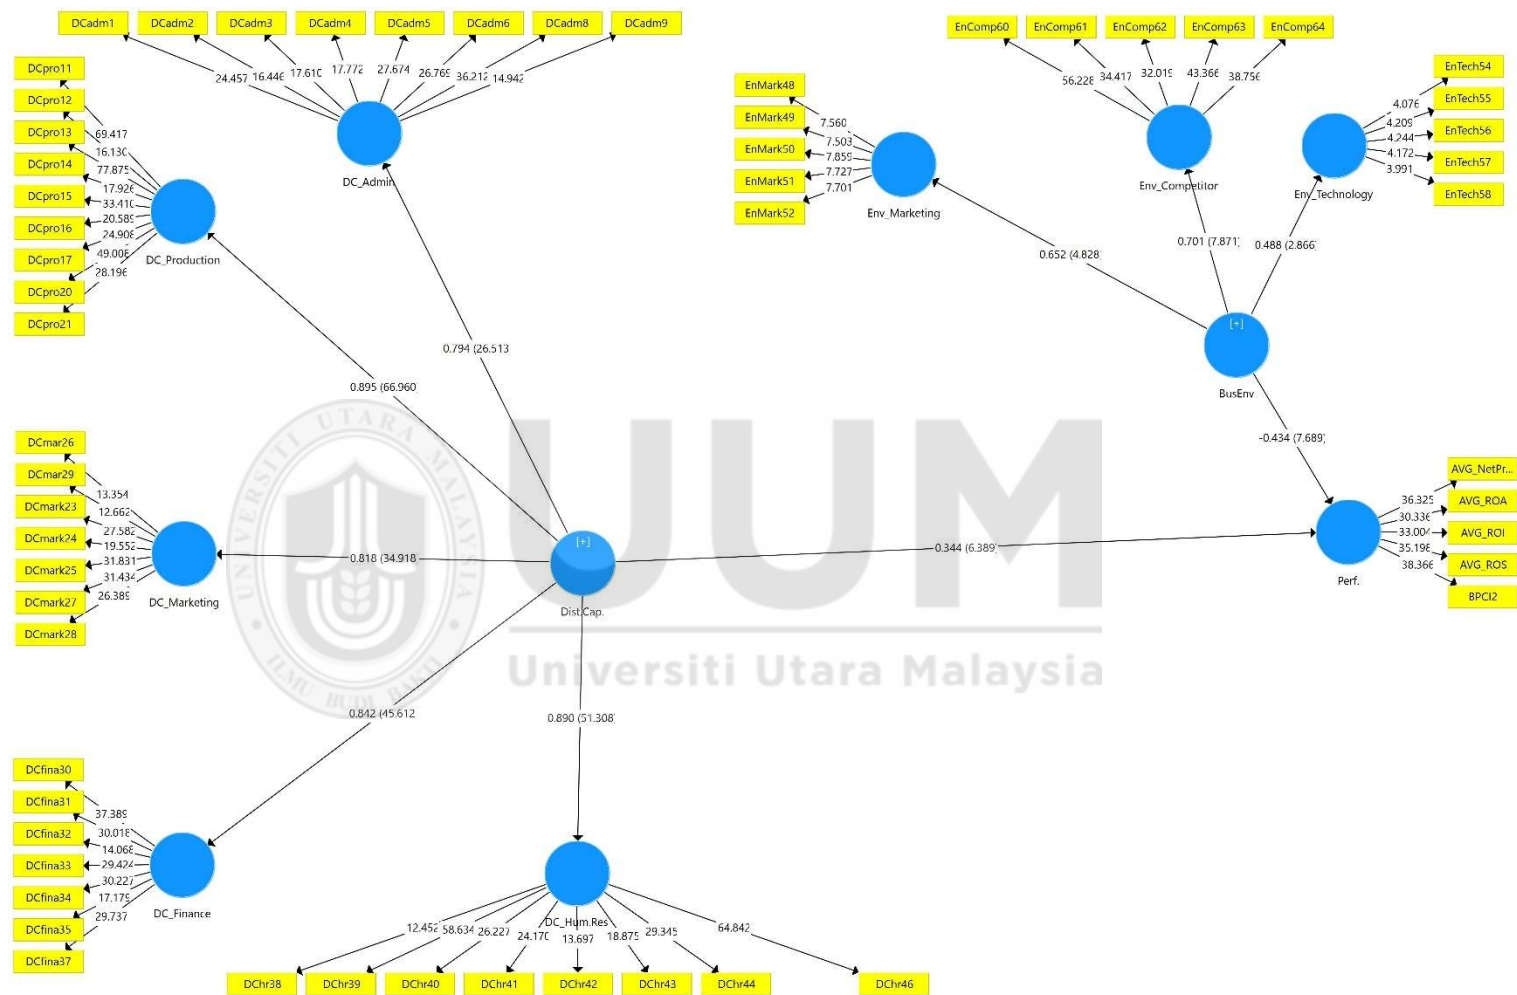 DCadm1
DCadm2
DCadm3
DCadm4
DCadm5
DCadm6
DCadm8
DCadm9
24.457
16.446
17.610
17.772
27.674
26.769
36.212
14.942
DC_Admin
DCpro11
DCpro12
DCpro13
DCpro14
DCpro15
DCpro16
DCpro17
DCpro20
DCpro21
69.417
16.130
77.875
17.926
33.410
20.589
24.908
49.008
28.196
DC_Production
EnMark48
EnMark49
EnMark50
EnMark51
EnMark52
7.560
7.503
7.859
7.727
7.701
Env_Marketing
EnComp60
EnComp61
EnComp62
EnComp63
EnComp64
56.228
34.417
32.019
43.366
38.756
Env_Competitor
EnTech54
EnTech55
EnTech56
EnTech57
EnTech58
4.076
4.209
4.244
4.172
3.991
Env_Technology
0.652 (4.828
0.701 (7.871)
0.488 (2.866)
[+]
BusEnv
-0.434 (7.689)
0.794 (26.513
0.895 (66.960)
DCmar26
DCmar29
DCmark23
DCmark24
DCmark25
DCmark27
DCmark28
13.354
12.662
27.582
19.552
31.831
31.434
26.389
DC_Marketing
0.818 (34.918
[+]
Dist.Cap.
0.344 (6.389)
AVG_NetPr...
AVG_ROA
AVG_ROI
AVG_ROS
BPCI2
36.325
30.336
33.004
35.198
38.366
Perf.
UNIVERSITI UTARA MALAYSIA
ILMU BUDI BAKTI
UUM
Universiti Utara Malaysia
0.842 (45.612
0.890 (51.308)
DCfina30
DCfina31
DCfina32
DCfina33
DCfina34
DCfina35
DCfina37
37.389
30.018
14.068
29.424
30.227
17.179
29.737
DC_Finance
DC_Hum.Res
12.452
58.634
26.227
24.170
13.697
18.875
29.345
64.842
DChr38
DChr39
DChr40
DChr41
DChr42
DChr43
DChr44
DChr46